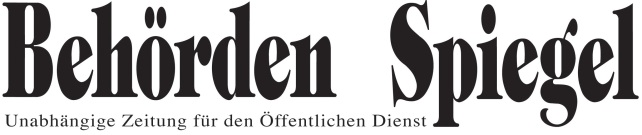 Behörden Spiegel
Unabhängige Zeitung für den Öffentlichen Dienst